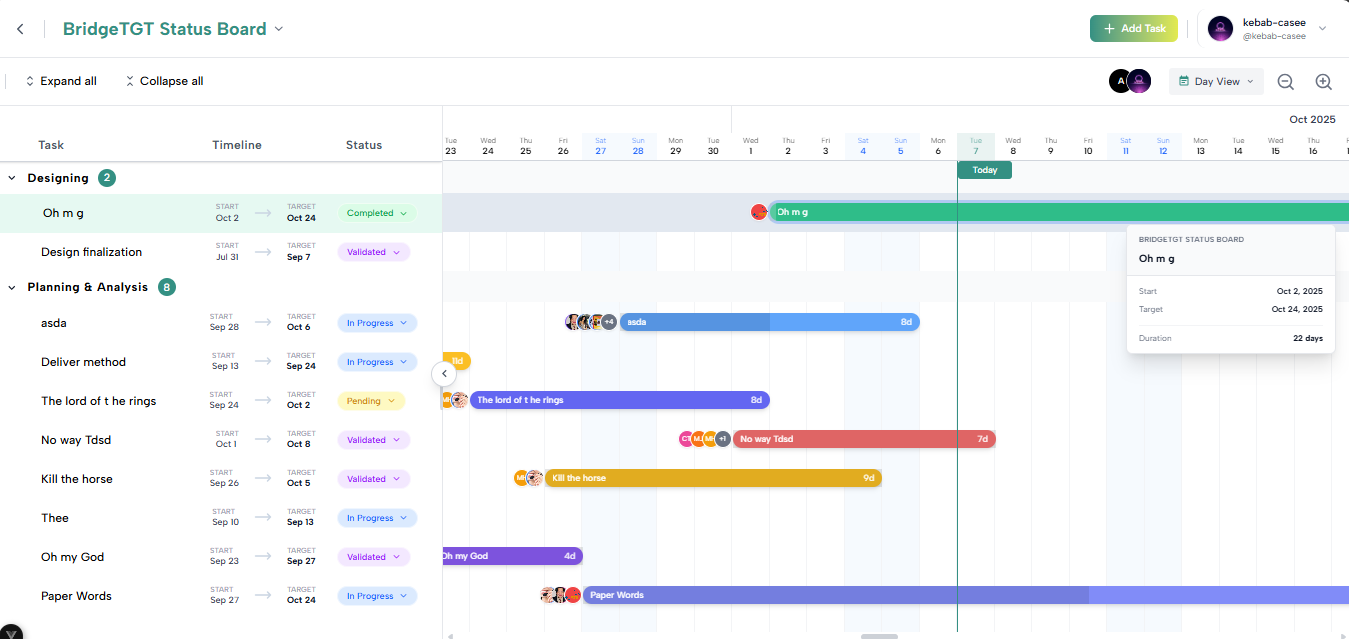 BridgeTGT Status Board
+ Add Task
kebab-casee
@kebab-casee
Expand all
Collapse all
A
Day View
Oct 2025
Task Timeline Status
Tue Wed Thu Fri Sat Sun Mon Tue Wed Thu Fri Sat Sun Mon Tue Wed Thu Fri Sat Sun Mon Tue Wed Thu
23 24 25 26 27 28 29 30 1 2 3 4 5 6 7 8 9 10 11 12 13 14 15 16
Today
Designing 2
START TARGET
Oh m g Oct 2 Oct 24 Completed
Oh m g
START TARGET
Design finalization Jul 31 Sep 7 Validated
BRIDGETGT STATUS BOARD
Oh m g
Start Oct 2, 2025
Target Oct 24, 2025
Duration 22 days
Planning & Analysis 8
START TARGET
asda Sep 28 Oct 6 In Progress
+4 asda 8d
START TARGET
Deliver method Sep 13 Sep 24 In Progress
11d
START TARGET
The lord of t he rings Sep 24 Oct 2 Pending
The lord of t he rings 8d
START TARGET
No way Tdsd Oct 1 Oct 8 Validated
+1 No way Tdsd 7d
START TARGET
Kill the horse Sep 26 Oct 5 Validated
Kill the horse 9d
START TARGET
Thee Sep 10 Sep 13 In Progress
START TARGET
Oh my God Sep 23 Sep 27 Validated
Oh my God 4d
START TARGET
Paper Words Sep 27 Oct 24 In Progress
Paper Words